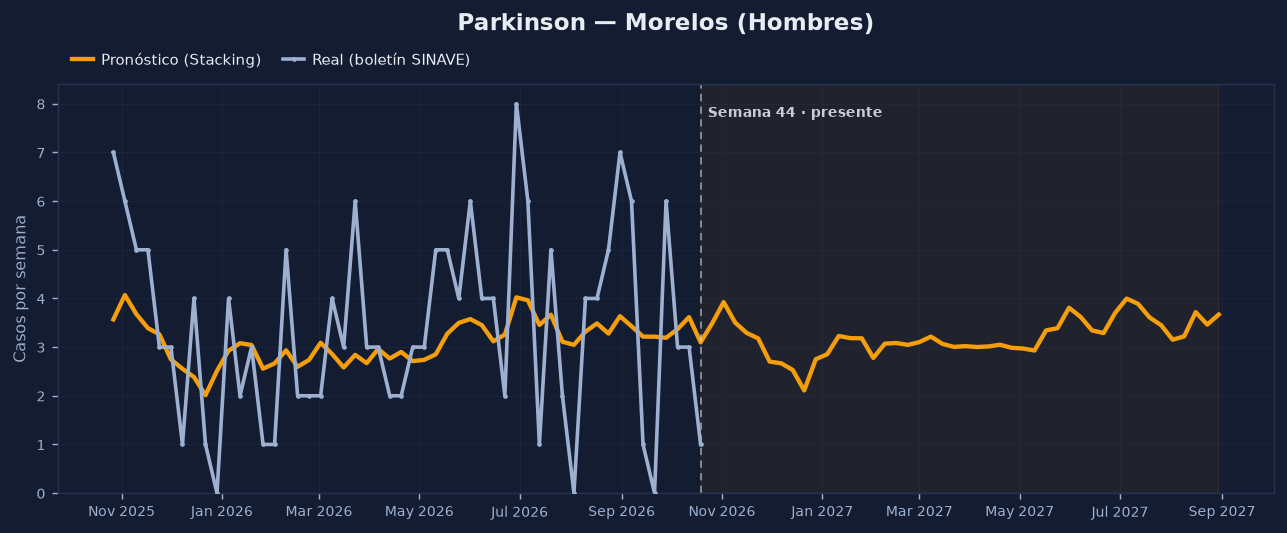 Parkinson — Morelos (Hombres)
Pronóstico (Stacking) Real (boletín SINAVE)
Semana 44 · presente
Casos por semana
8
7
6
5
4
3
2
1
0
Nov 2025 Jan 2026 Mar 2026 May 2026 Jul 2026 Sep 2026 Nov 2026 Jan 2027 Mar 2027 May 2027 Jul 2027 Sep 2027